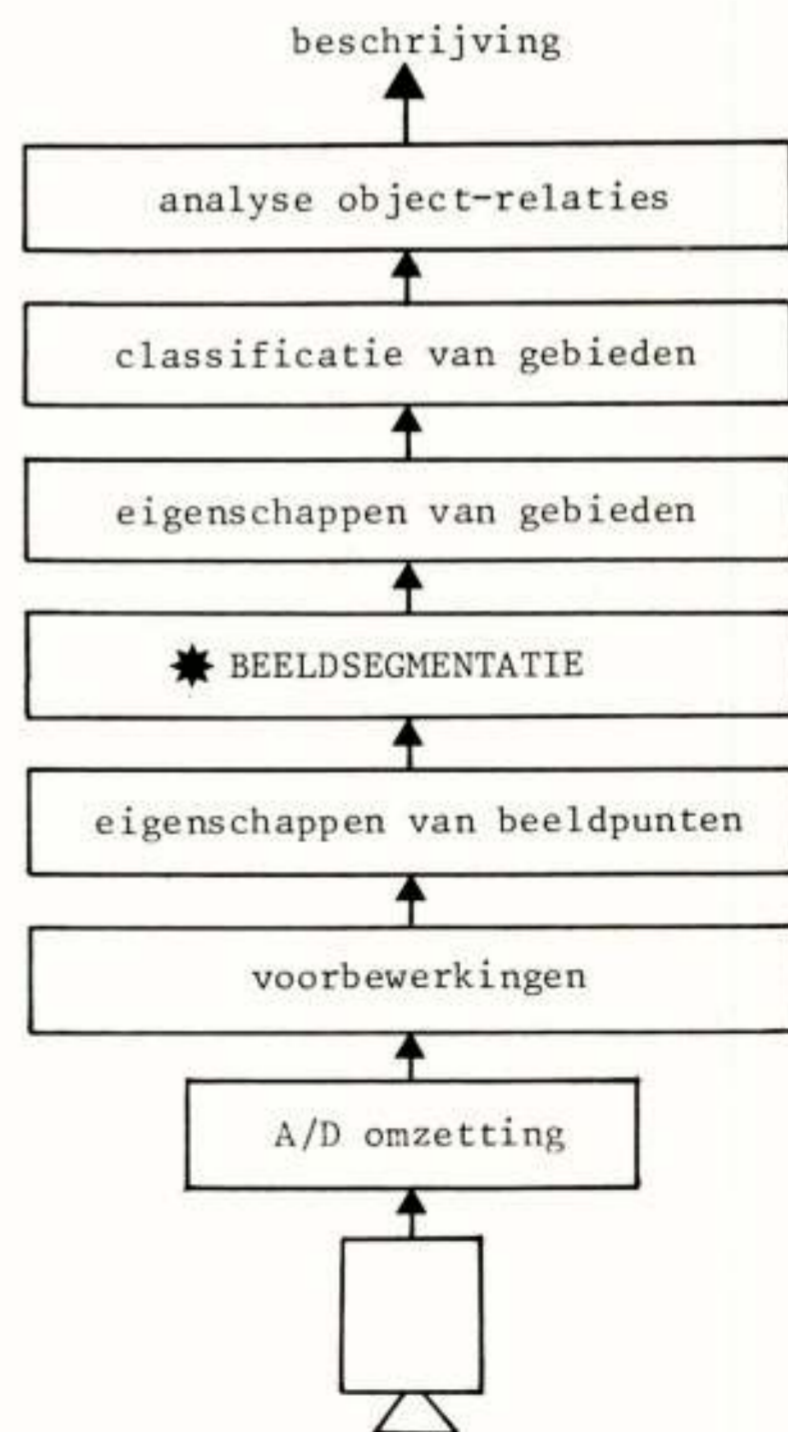 beschrijving
analyse object-relaties
classificatie van gebieden
eigenschappen van gebieden
BEELDSEGMENTATIE
eigenschappen van beeldpunten
voorbewerkingen
A/D omzetting